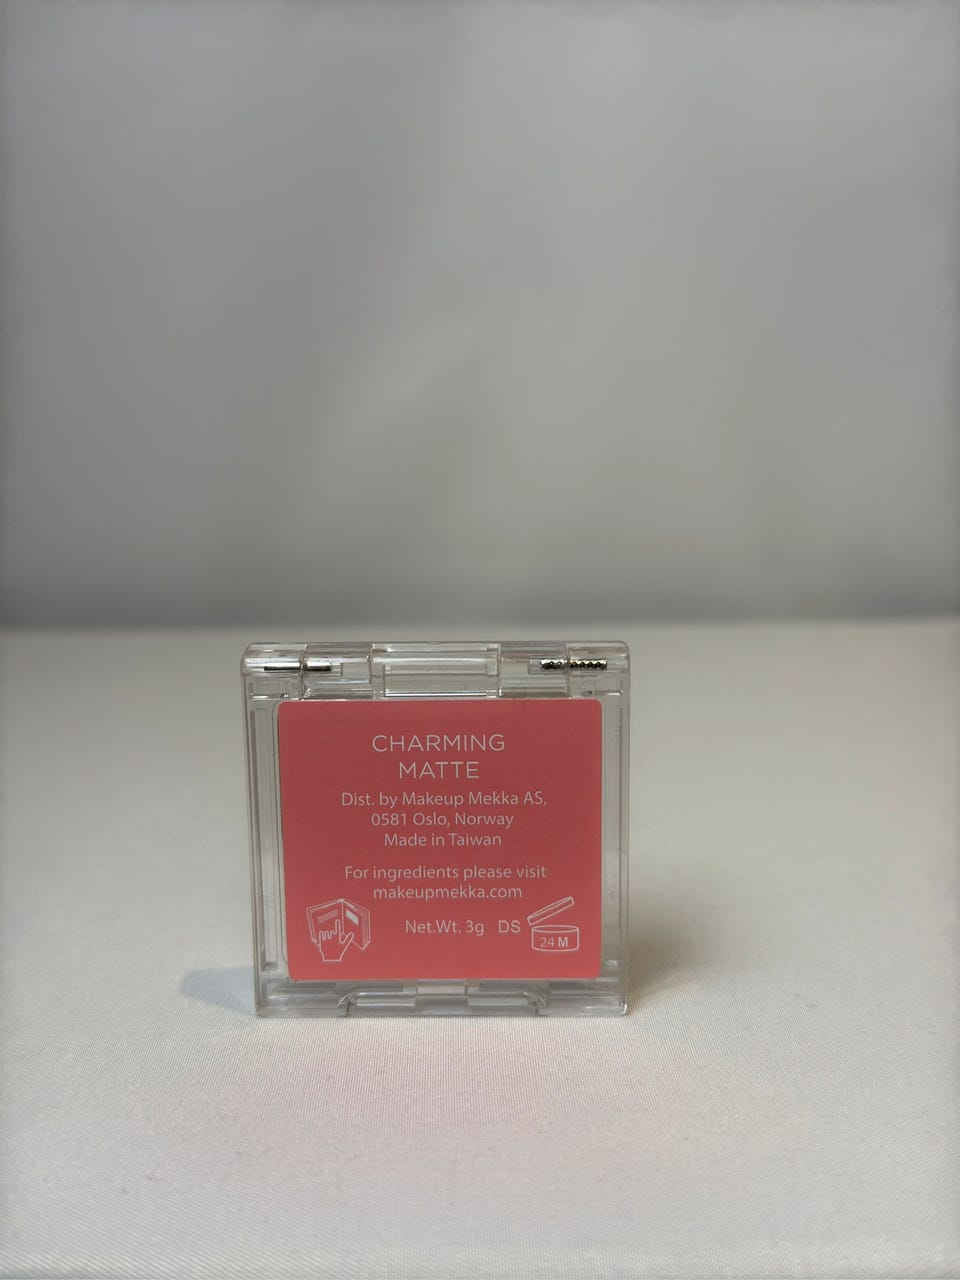 CHARMING
MATTE
Dist. by Makeup Mekka AS,
0581 Oslo, Norway
Made in Taiwan
For ingredients please visit
makeupmekka.com
Net.Wt. 3g DS
24 M